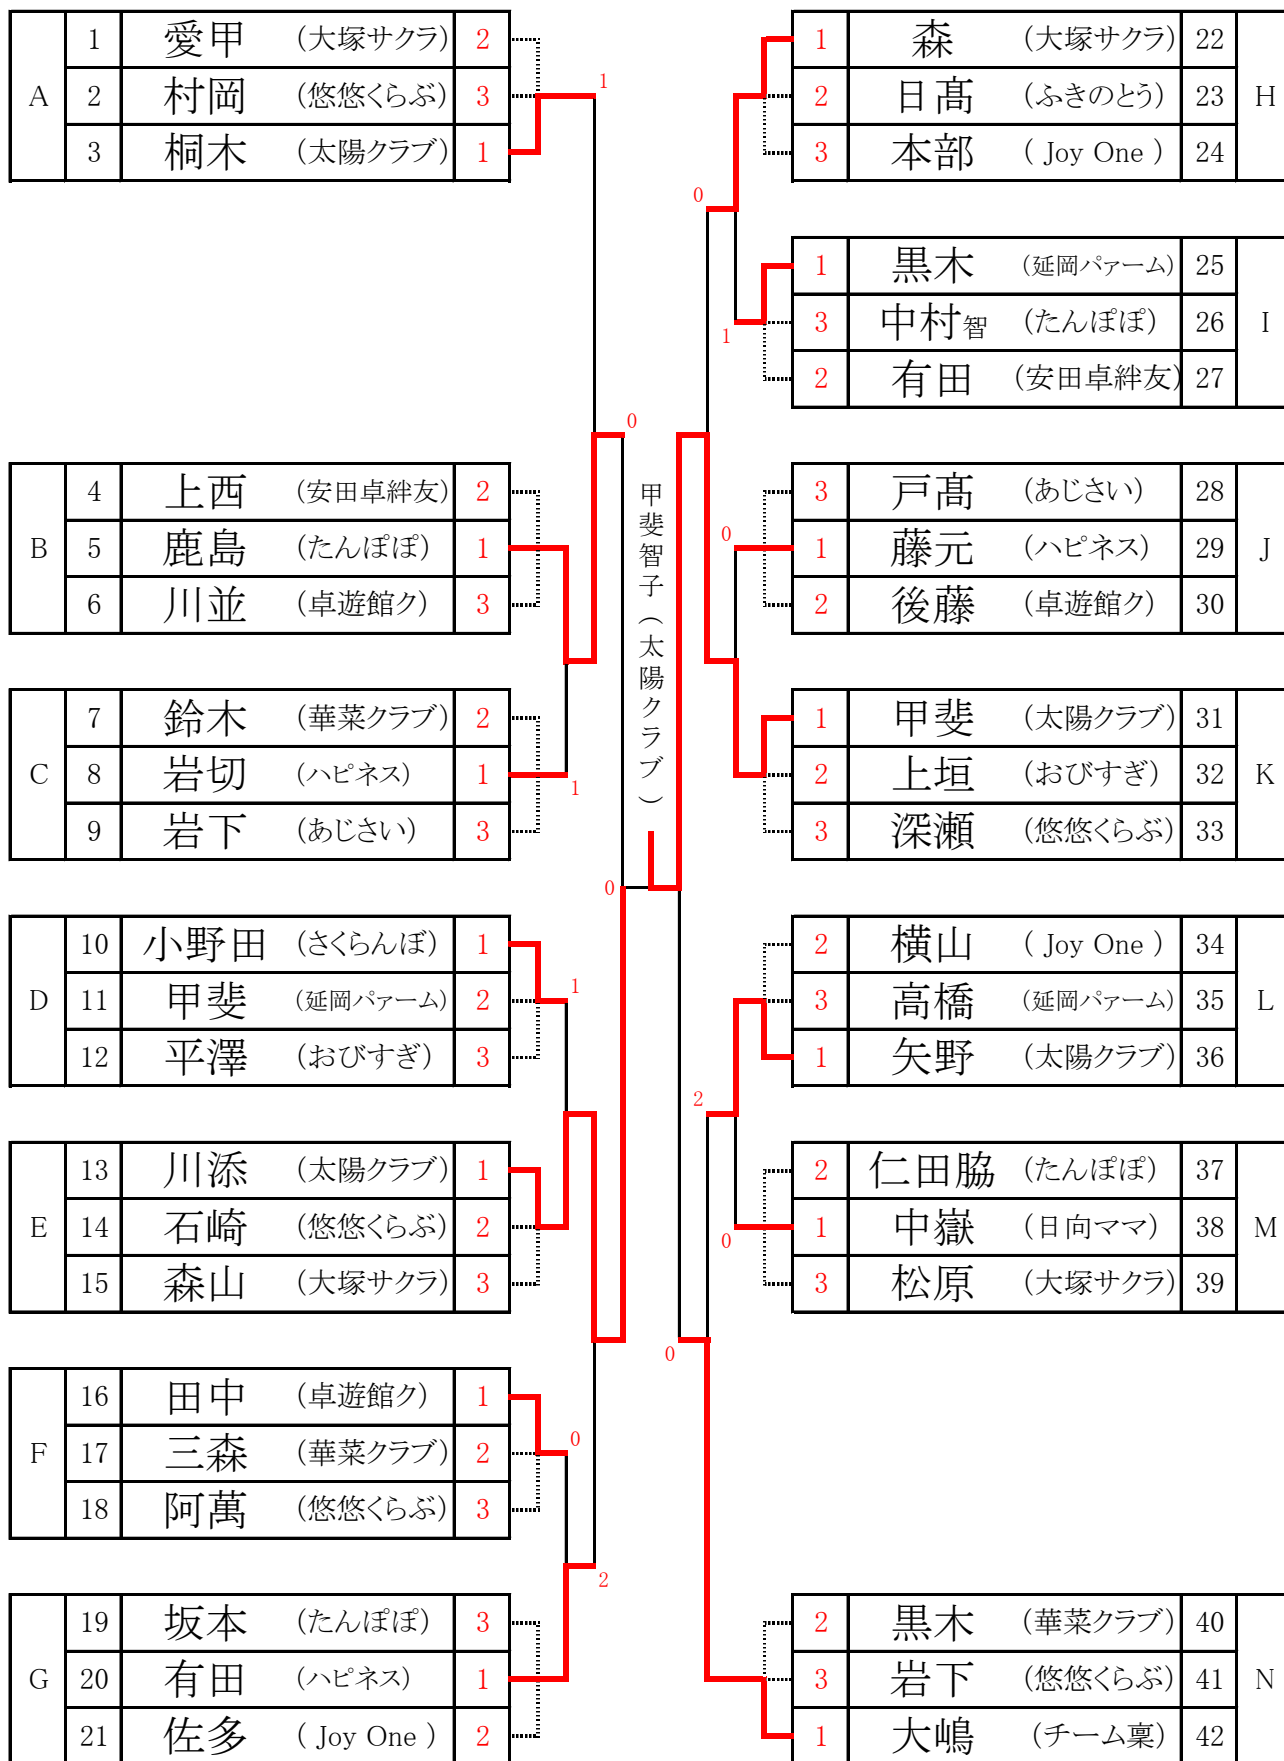 1 愛甲 (大塚サクラ) 2
A 2 村岡 (悠悠くらぶ) 3
3 桐木 (太陽クラブ) 1
1
4 上西 (安田卓絆友) 2
B 5 鹿島 (たんぽぽ) 1
6 川並 (卓遊館ク) 3
0
7 鈴木 (華菜クラブ) 2
C 8 岩切 (ハピネス) 1
9 岩下 (あじさい) 3
1
0
10 小野田 (さくらんぼ) 1
D 11 甲斐 (延岡パァーム) 2
12 平澤 (おびすぎ) 3
1
13 川添 (太陽クラブ) 1
E 14 石崎 (悠悠くらぶ) 2
15 森山 (大塚サクラ) 3
16 田中 (卓遊館ク) 1
F 17 三森 (華菜クラブ) 2
18 阿萬 (悠悠くらぶ) 3
0
2
19 坂本 (たんぽぽ) 3
G 20 有田 (ハピネス) 1
21 佐多 ( Joy One ) 2
甲斐智子(太陽クラブ)
1 森 (大塚サクラ) 22
2 日髙 (ふきのとう) 23 H
3 本部 ( Joy One ) 24
0
1 黒木 (延岡パァーム) 25
3 中村智 (たんぽぽ) 26 I
2 有田 (安田卓絆友) 27
1
3 戸髙 (あじさい) 28
1 藤元 (ハピネス) 29 J
2 後藤 (卓遊館ク) 30
0
1 甲斐 (太陽クラブ) 31
2 上垣 (おびすぎ) 32 K
3 深瀬 (悠悠くらぶ) 33
2 横山 ( Joy One ) 34
3 高橋 (延岡パァーム) 35 L
1 矢野 (太陽クラブ) 36
2
2 仁田脇 (たんぽぽ) 37
1 中嶽 (日向ママ) 38 M
3 松原 (大塚サクラ) 39
0
0
2 黒木 (華菜クラブ) 40
3 岩下 (悠悠くらぶ) 41 N
1 大嶋 (チーム稟) 42